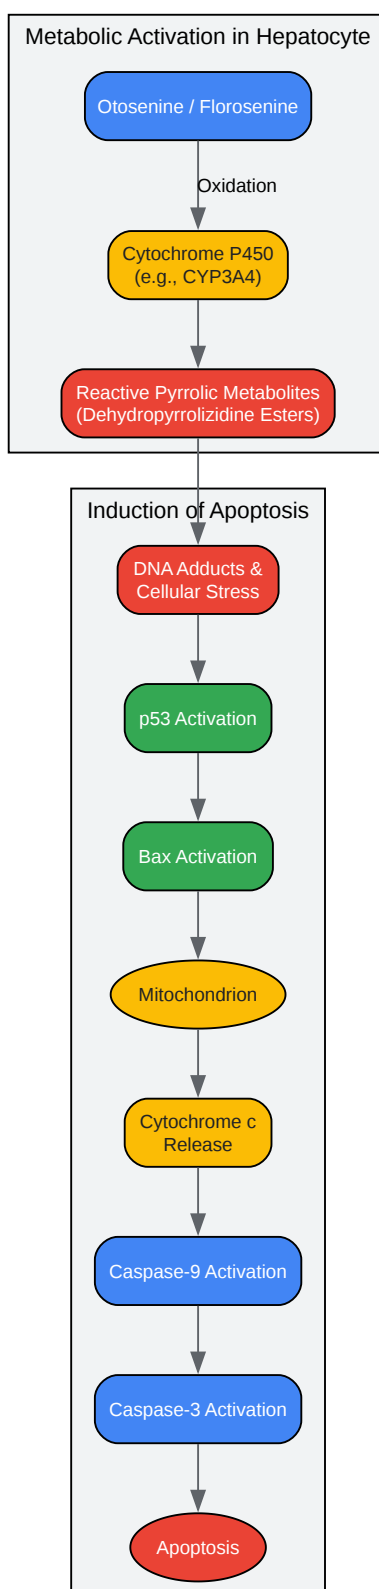 Metabolic Activation in Hepatocyte
Otosenine / Florosenine
Oxidation
Cytochrome P450
(e.g., CYP3A4)
Reactive Pyrrolic Metabolites
(Dehydropyrrolizidine Esters)
Induction of Apoptosis
DNA Adducts &
Cellular Stress
p53 Activation
Bax Activation
Mitochondrion
Cytochrome c
Release
Caspase-9 Activation
Caspase-3 Activation
Apoptosis